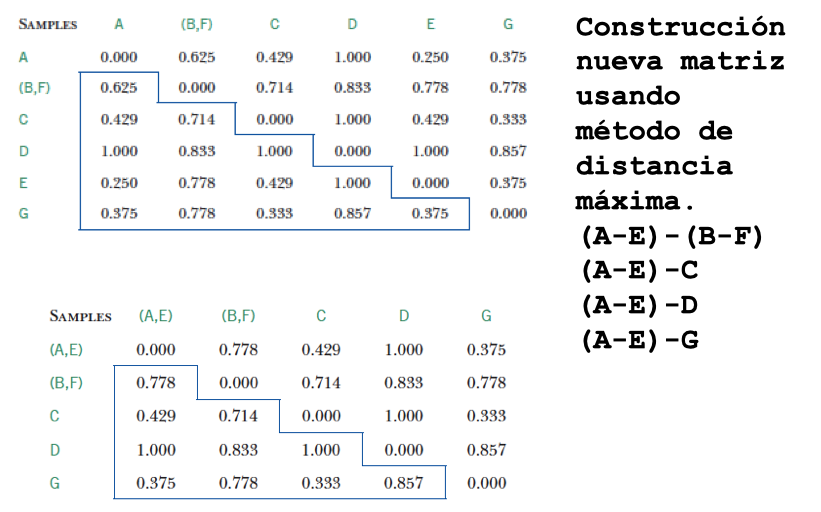 SAMPLES A (B,F) C D E G
A 0.000 0.625 0.429 1.000 0.250 0.375
(B,F) 0.625 0.000 0.714 0.833 0.778 0.778
C 0.429 0.714 0.000 1.000 0.429 0.333
D 1.000 0.833 1.000 0.000 1.000 0.857
E 0.250 0.778 0.429 1.000 0.000 0.375
G 0.375 0.778 0.333 0.857 0.375 0.000
Construcción
nueva matriz
usando
método de
distancia
máxima.
(A-E)-(B-F)
(A-E)-C
(A-E)-D
(A-E)-G
SAMPLES (A,E) (B,F) C D G
(A,E) 0.000 0.778 0.429 1.000 0.375
(B,F) 0.778 0.000 0.714 0.833 0.778
C 0.429 0.714 0.000 1.000 0.333
D 1.000 0.833 1.000 0.000 0.857
G 0.375 0.778 0.333 0.857 0.000